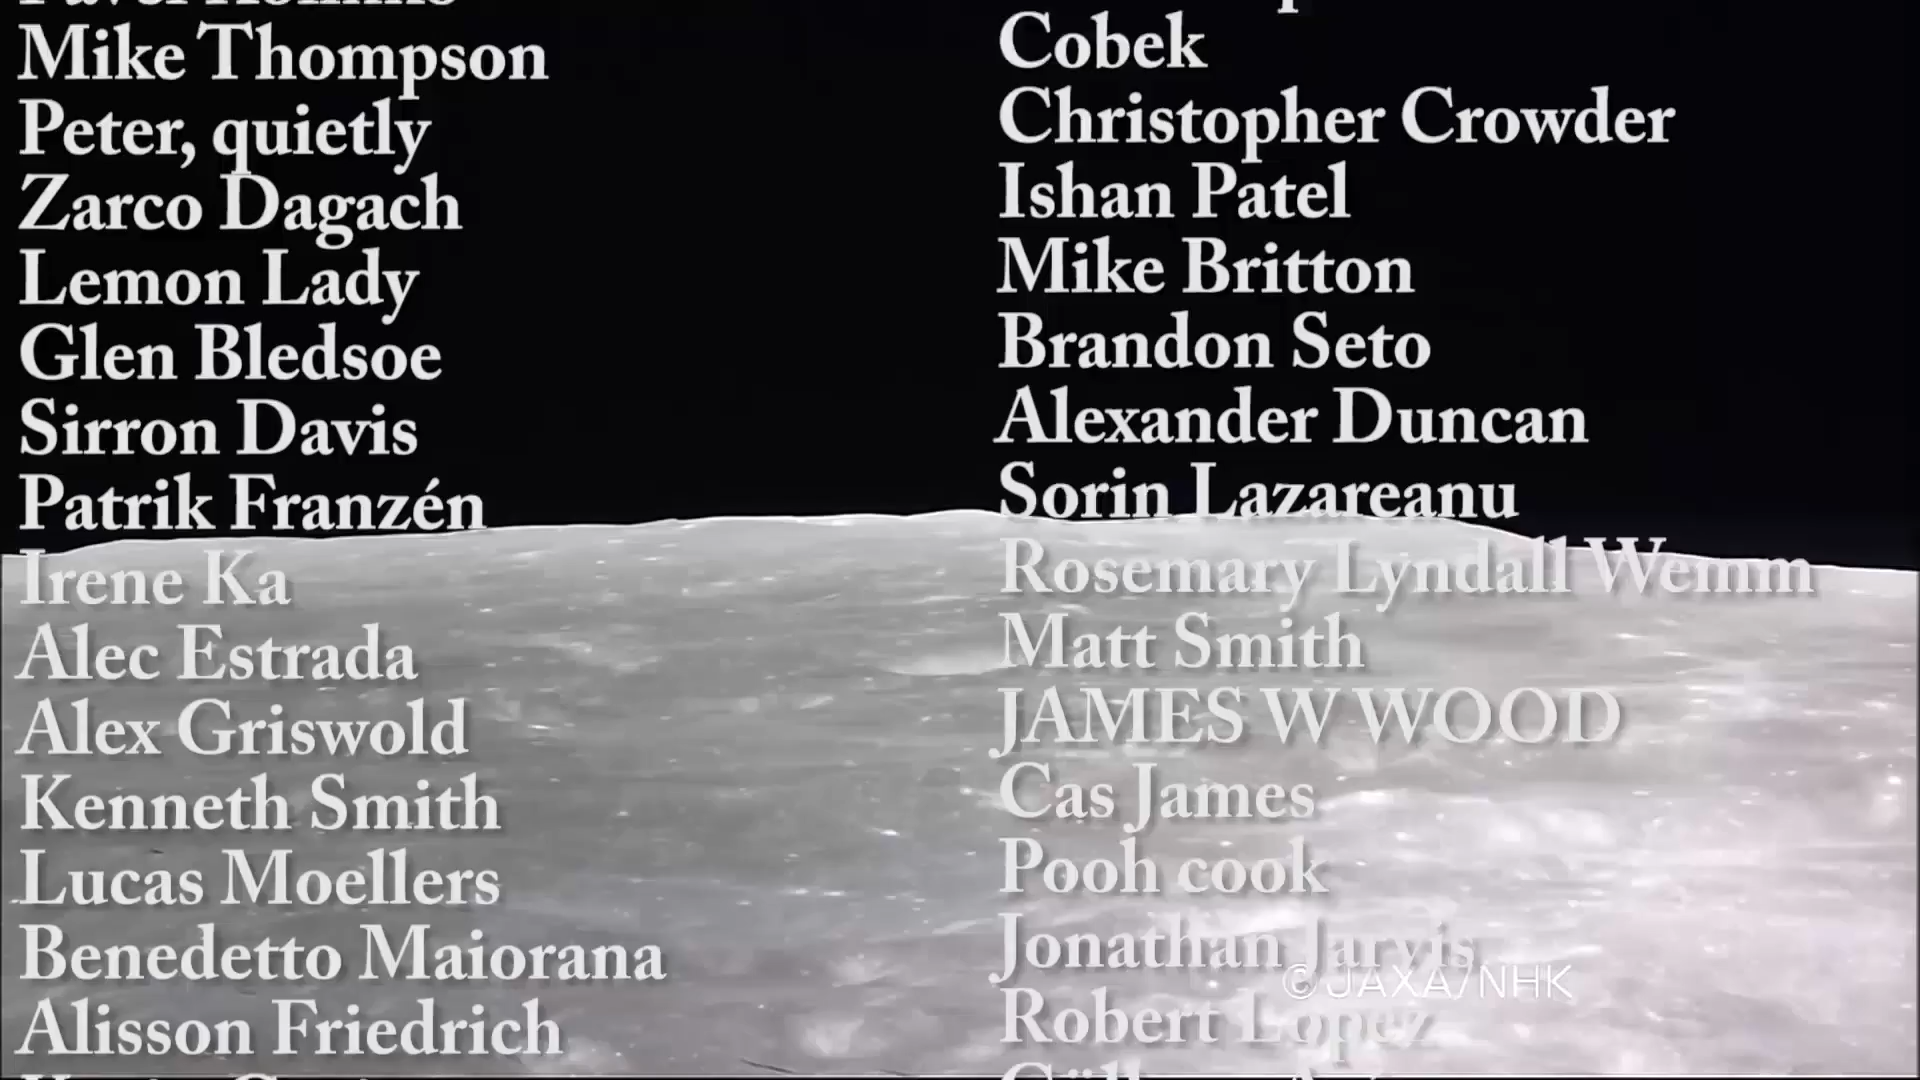 Mike Thompson
Peter, quietly
Zarco Dagach
Lemon Lady
Glen Bledsoe
Sirron Davis
Patrik Franzén
Irene Ka
Alec Estrada
Alex Griswold
Kenneth Smith
Lucas Moellers
Benedetto Maiorana
Alisson Friedrich
Cobek
Christopher Crowder
Ishan Patel
Mike Britton
Brandon Seto
Alexander Duncan
Sorin Lazareanu
Rosemary Lyndall Wemm
Matt Smith
JAMES W WOOD
Cas James
Pooh cook
Jonathan Jarvis
©JAXA/NHK
Robert Lopez